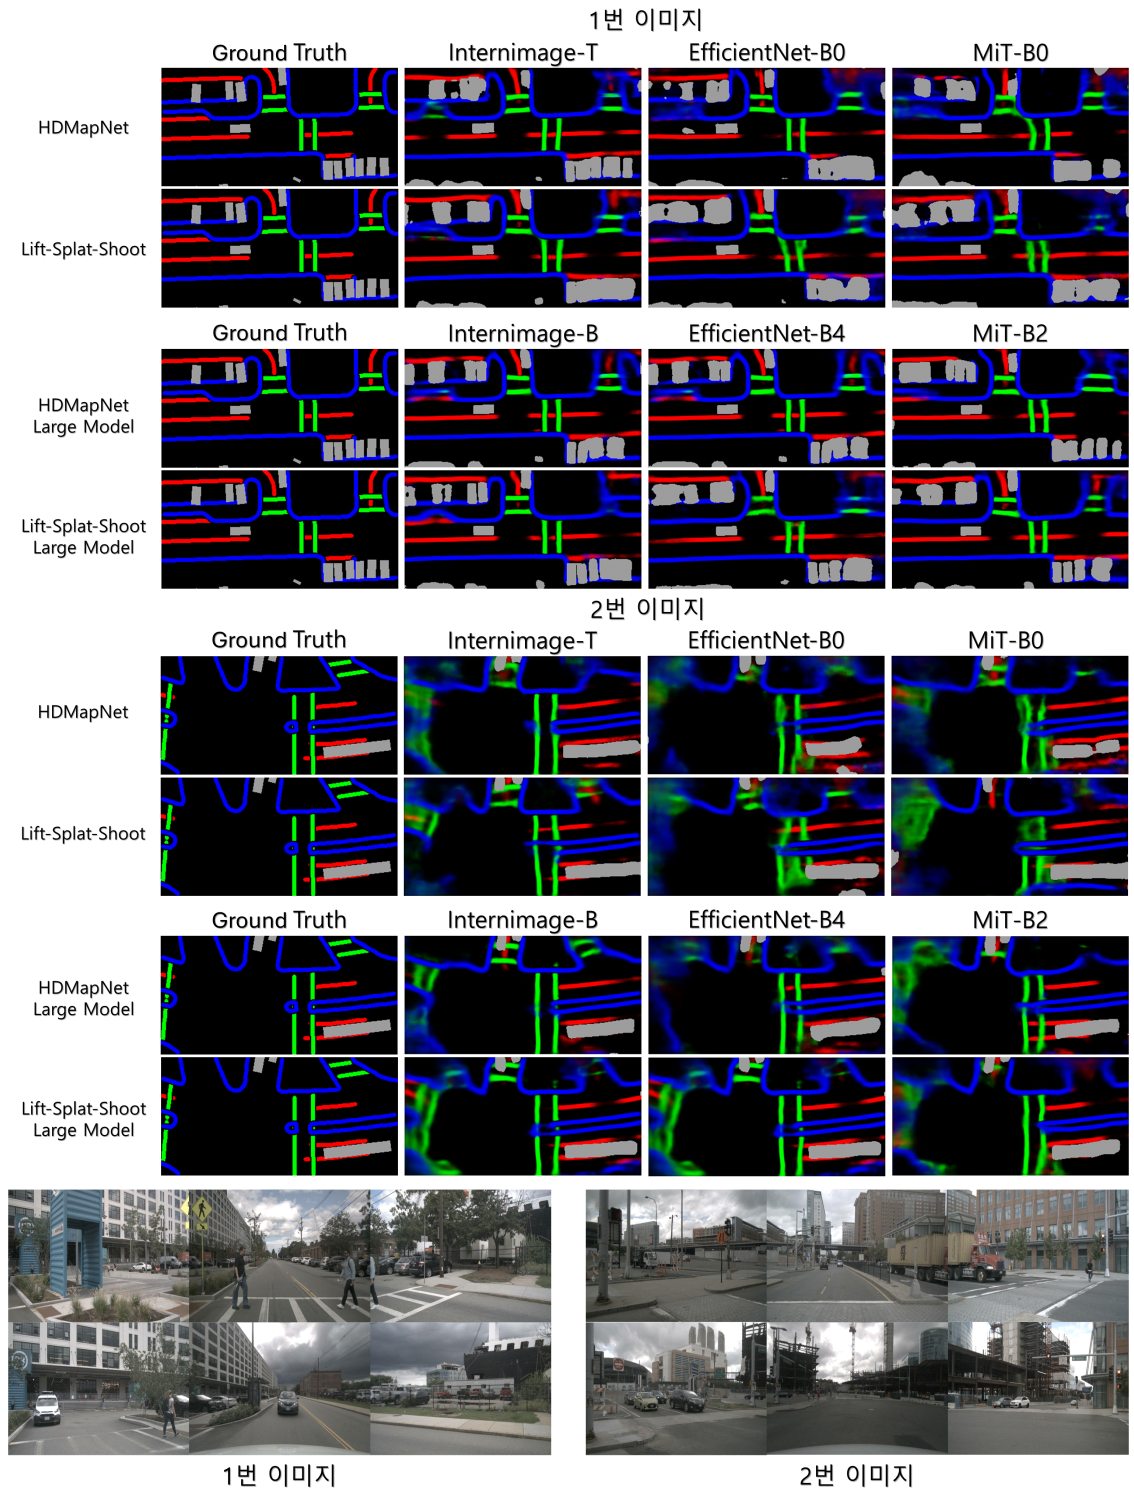 1번 이미지
Ground Truth Internimage-T EfficientNet-B0 MiT-B0
HDMapNet
Lift-Splat-Shoot
Ground Truth Internimage-B EfficientNet-B4 MiT-B2
HDMapNet
Large Model
Lift-Splat-Shoot
Large Model
2번 이미지
Ground Truth Internimage-T EfficientNet-B0 MiT-B0
HDMapNet
Lift-Splat-Shoot
Ground Truth Internimage-B EfficientNet-B4 MiT-B2
HDMapNet
Large Model
Lift-Splat-Shoot
Large Model
1번 이미지 2번 이미지